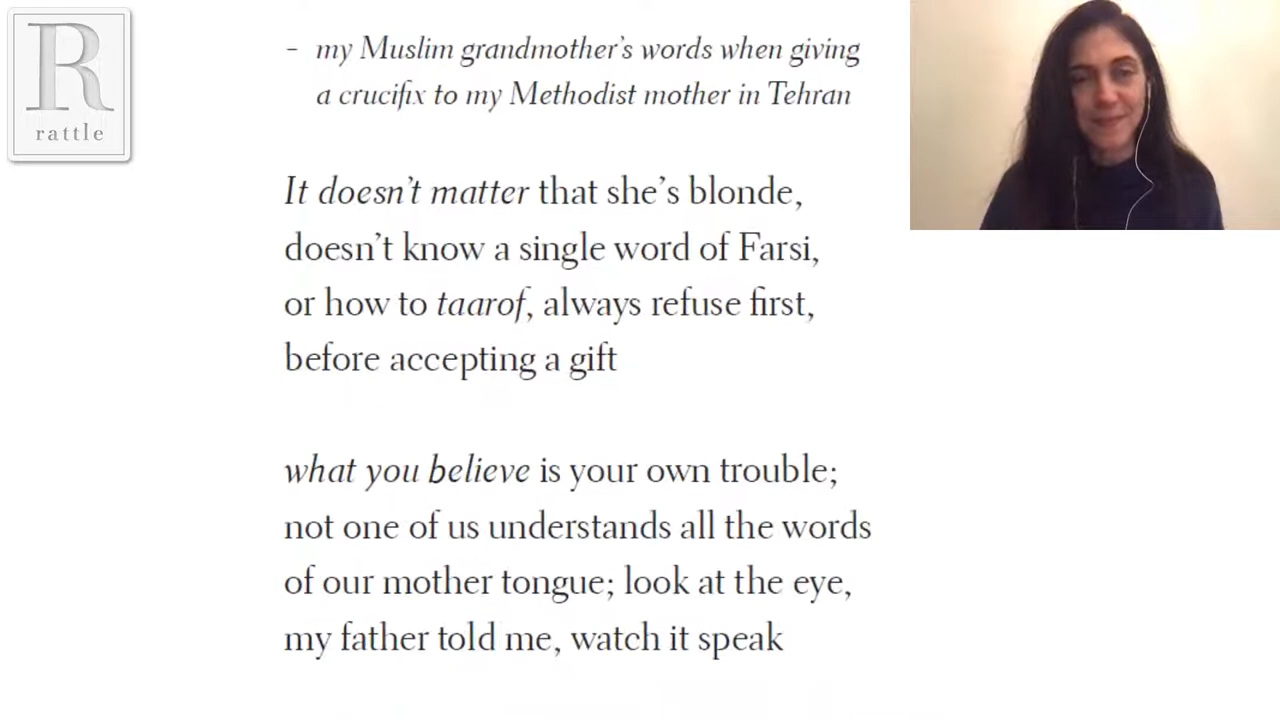 R
rattle
- my Muslim grandmother's words when giving
a crucifix to my Methodist mother in Tehran
It doesn't matter that she's blonde,
doesn't know a single word of Farsi,
or how to taarof, always refuse first,
before accepting a gift
what you believe is your own trouble;
not one of us understands all the words
of our mother tongue; look at the eye,
my father told me, watch it speak